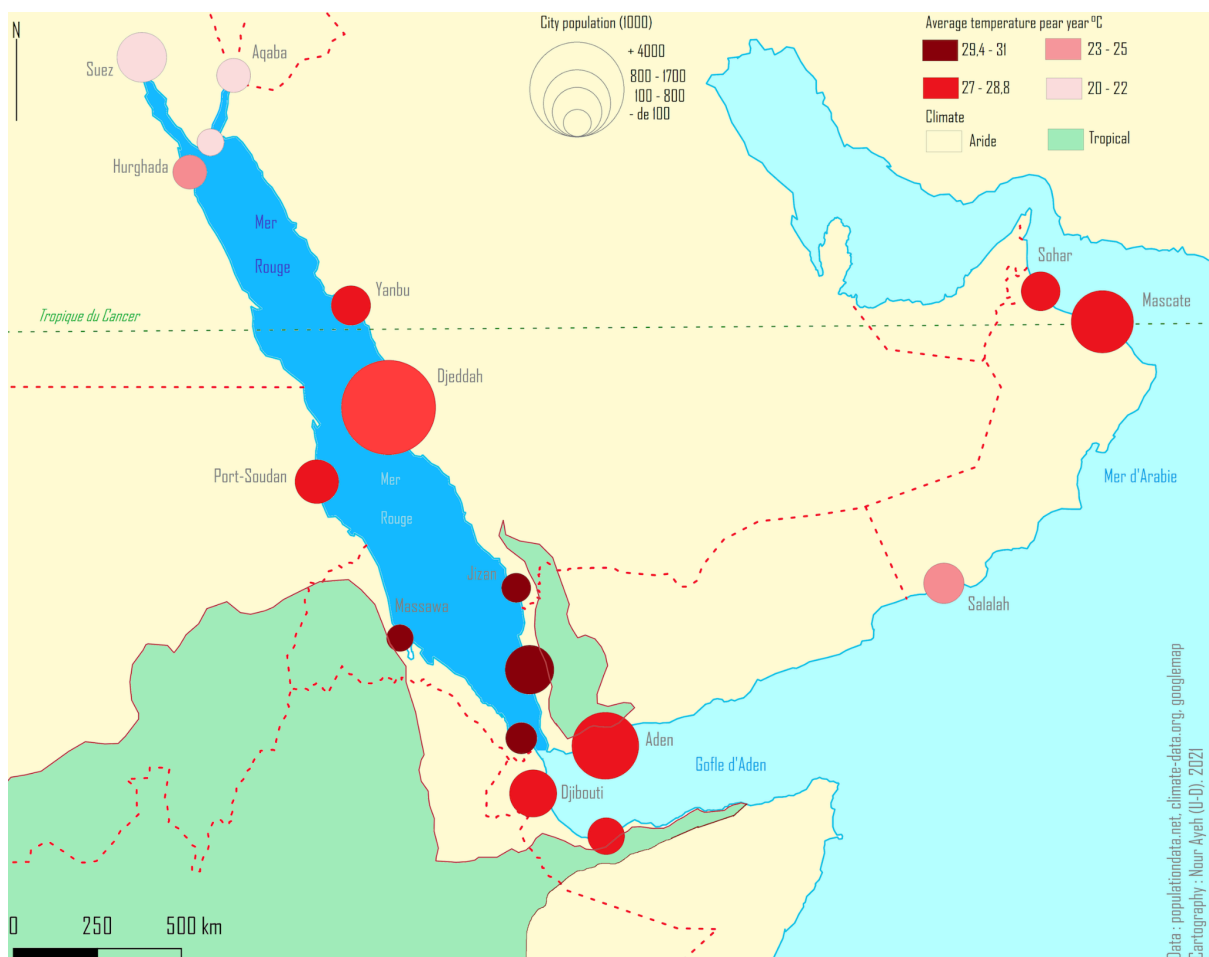 N
City population (1000)
+ 4000
800 - 1700
100 - 800
- de 100
Average temperature pear year °C
29,4 - 31
23 - 25
27 - 28,8
20 - 22
Climate
Aride
Tropical
Suez
Aqaba
Hurghada
Mer
Rouge
Yanbu
Tropique du Cancer
Sohar
Mascate
Djeddah
Port-Soudan
Mer
Rouge
Mer d'Arabie
Jizan
Massawa
Salalah
Aden
Gofle d'Aden
Djibouti
0 250 500 km
Data : populationdata.net, climate-data.org, googlemap
Cartography : Nour Ayeh (U-D), 2021